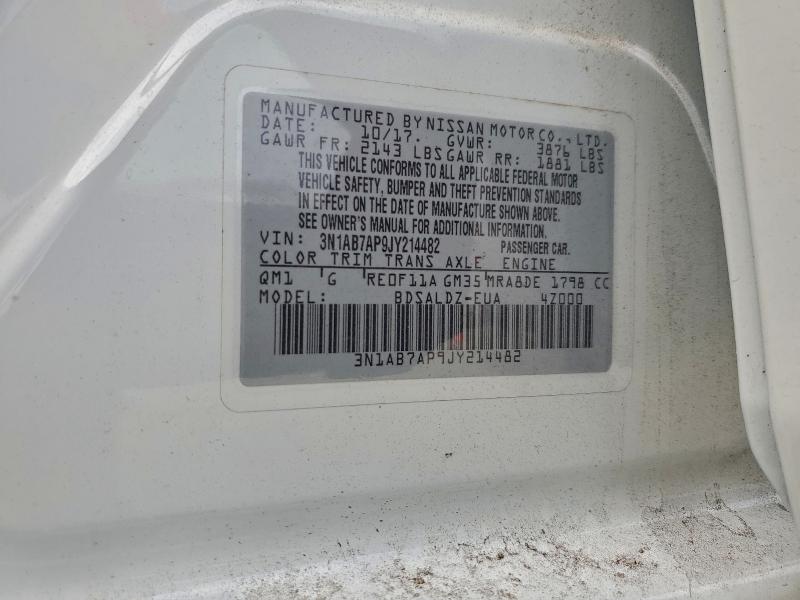 MANUFACTURED BY NISSAN MOTOR CO., LTD.
DATE: 10/17. GVWR: 3876 LBS
GAWR FR: 2143 LBS GAWR RR: 1881 LBS
THIS VEHICLE CONFORMS TO ALL APPLICABLE FEDERAL MOTOR
VEHICLE SAFETY, BUMPER AND THEFT PREVENTION STANDARDS
IN EFFECT ON THE DATE OF MANUFACTURE SHOWN ABOVE.
SEE OWNER'S MANUAL FOR ADDITIONAL INFORMATION.
VIN: 3N1AB7AP9JY214482 PASSENGER CAR.
COLOR TRIM TRANS AXLE ENGINE
QM1 G RE0F11A GM35 MRA8DE 1798 CC
MODEL: BDSALDZ-EUA 4Z000
3N1AB7AP9JY214482